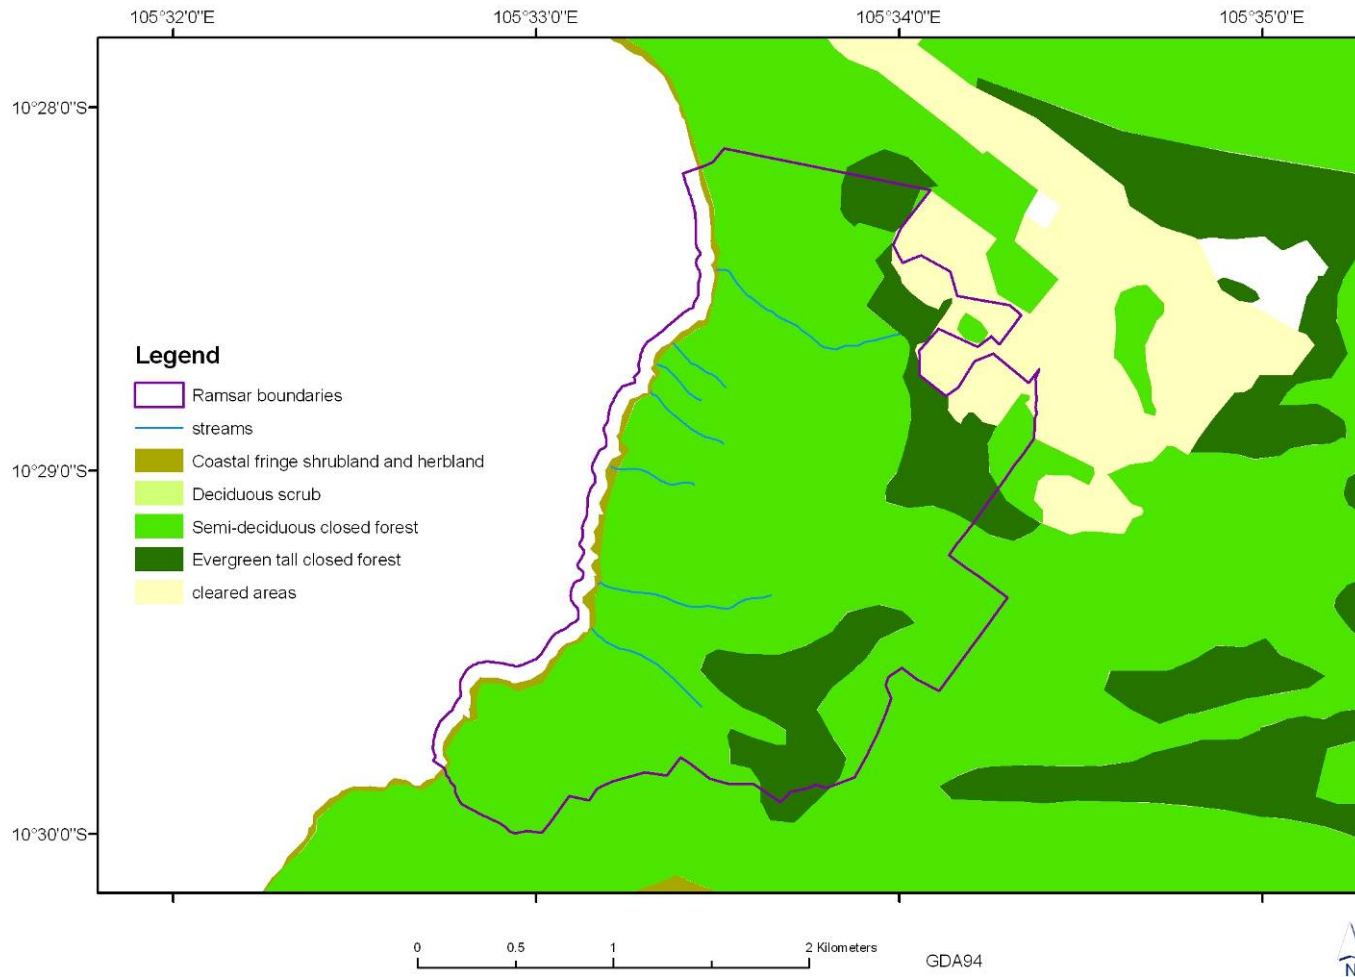 105°32'0"E 105°33'0"E 105°34'0"E 105°35'0"E
10°28'0"S
Legend
Ramsar boundaries
streams
Coastal fringe shrubland and herbland
10°29'0"S
Deciduous scrub
Semi-deciduous closed forest
Evergreen tall closed forest
cleared areas
10°30'0"S
0 0.5 1 2 Kilometers
GDA94
N